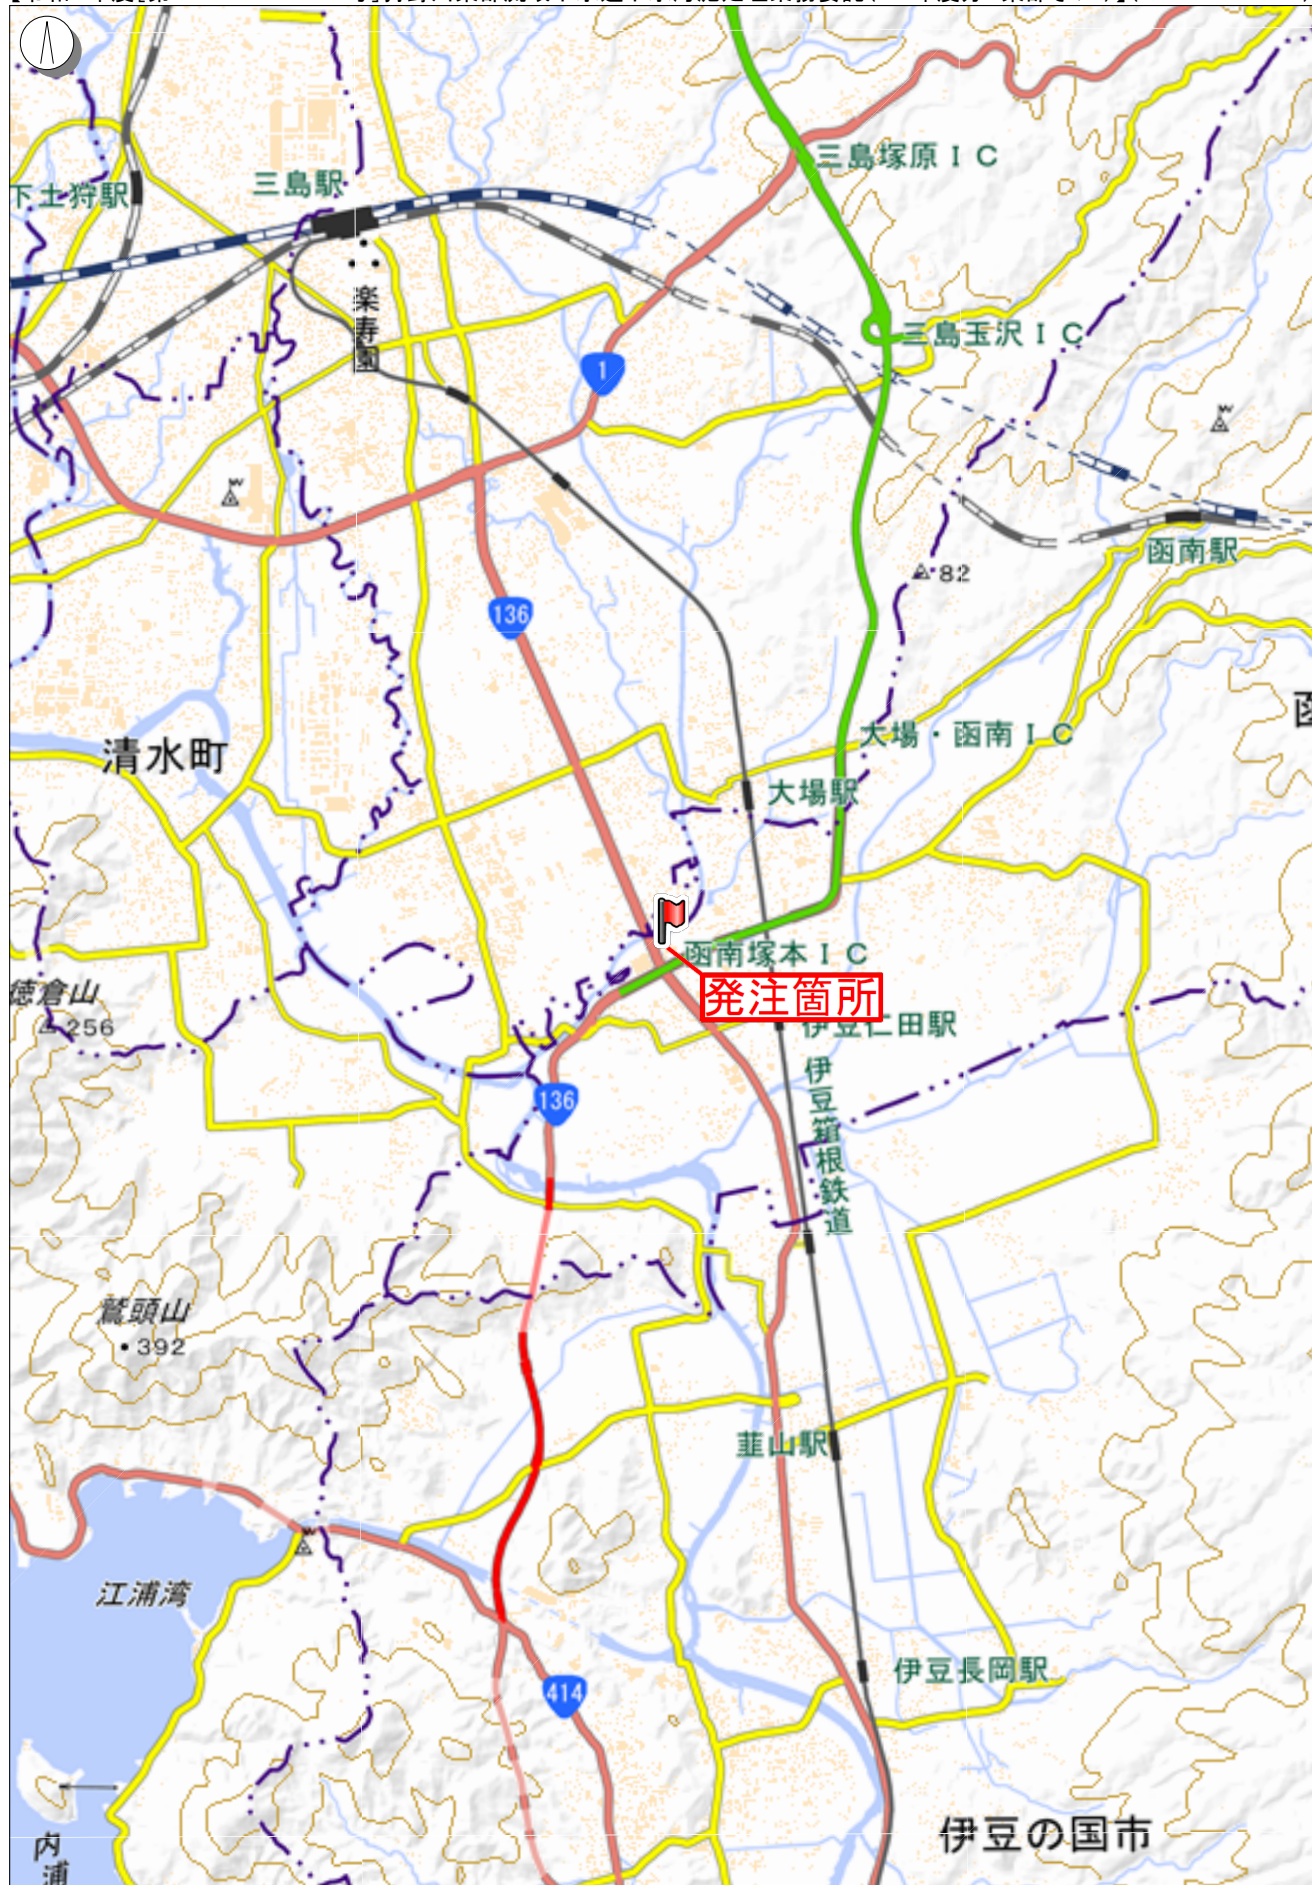 三島塚原ＩＣ
下土狩駅
三島駅
楽寿園
三島玉沢ＩＣ
1
函南駅
82
136
清水町
大場・函南ＩＣ
大場駅
函南塚本ＩＣ
発注箇所
徳倉山
256
伊豆仁田駅
伊豆箱根鉄道
136
鷲頭山
392
韮山駅
江浦湾
伊豆長岡駅
414
伊豆の国市
内浦